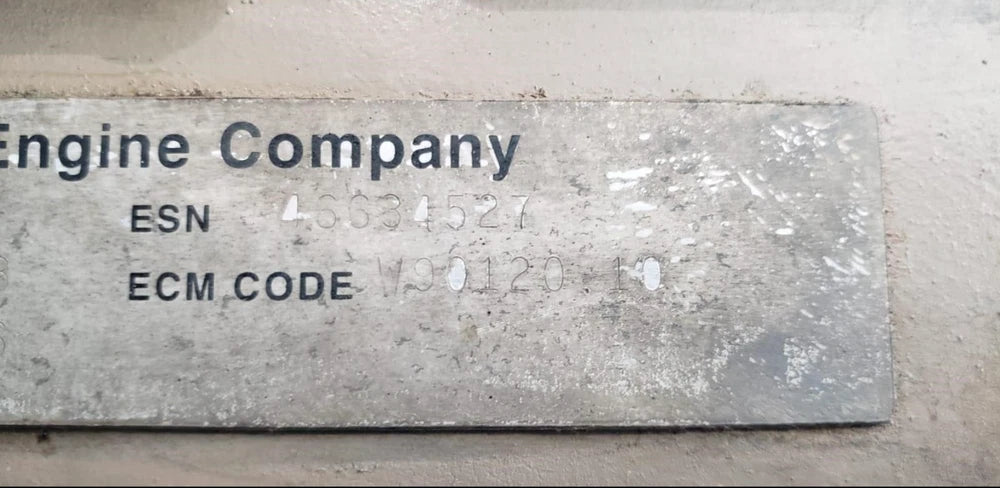 Engine Company
ESN 46634527
ECM CODE W90120.10